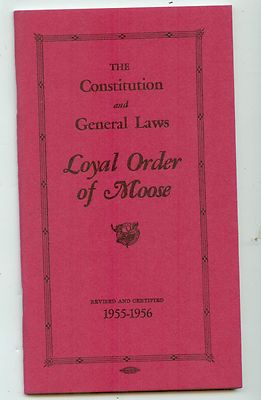 THE
Constitution
and
General Laws
Loyal Order
of Moose
REVISED AND CERTIFIED
1955-1956